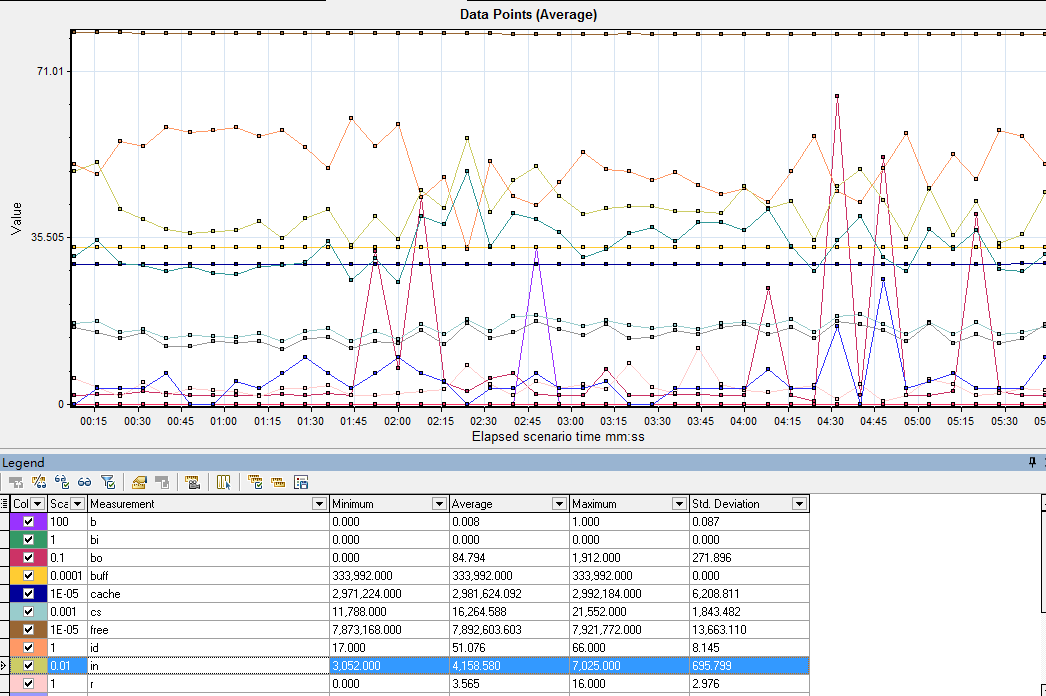 Data Points (Average)
71.01
35.505
0
Value
00:15 00:30 00:45 01:00 01:15 01:30 01:45 02:00 02:15 02:30 02:45 03:00 03:15 03:30 03:45 04:00 04:15 04:30 04:45 05:00 05:15 05:30 05
Elapsed scenario time mm:ss
Legend
Col Sca Measurement Minimum Average Maximum Std. Deviation
100 b 0.000 0.008 1.000 0.087
1 bi 0.000 0.000 0.000 0.000
0.1 bo 0.000 84.794 1,912.000 271.896
0.0001 buff 333,992.000 333,992.000 333,992.000 0.000
1E-05 cache 2,971,224.000 2,981,624.092 2,992,184.000 6,208.811
0.001 cs 11,788.000 16,264.588 21,552.000 1,843.482
1E-05 free 7,873,168.000 7,892,603.603 7,921,772.000 13,663.110
1 id 17.000 51.076 66.000 8.145
0.01 in 3,052.000 4,158.580 7,025.000 695.799
1 r 0.000 3.565 16.000 2.976